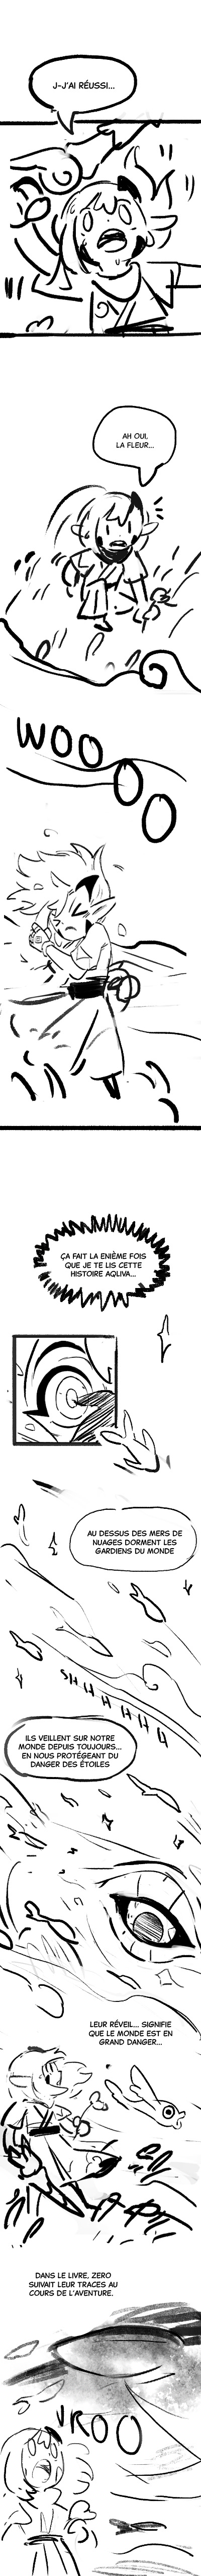 J-J'AI RÉUSSI...
AH OUI.
LA FLEUR...
WOO
O
O
ÇA FAIT LA ENIÈME FOIS
QUE JE TE LIS CETTE
HISTOIRE AQLIVA...
AU DESSUS DES MERS DE
NUAGES DORMENT LES
GARDIENS DU MONDE
SHHHHHH
ILS VEILLENT SUR NOTRE
MONDE DEPUIS TOUJOURS...
EN NOUS PROTÉGEANT DU
DANGER DES ÉTOILES
LEUR RÉVEIL... SIGNIFIE
QUE LE MONDE EST EN
GRAND DANGER...
DANS LE LIVRE, ZERO
SUIVAIT LEUR TRACES AU
COURS DE L'AVENTURE.
VROO